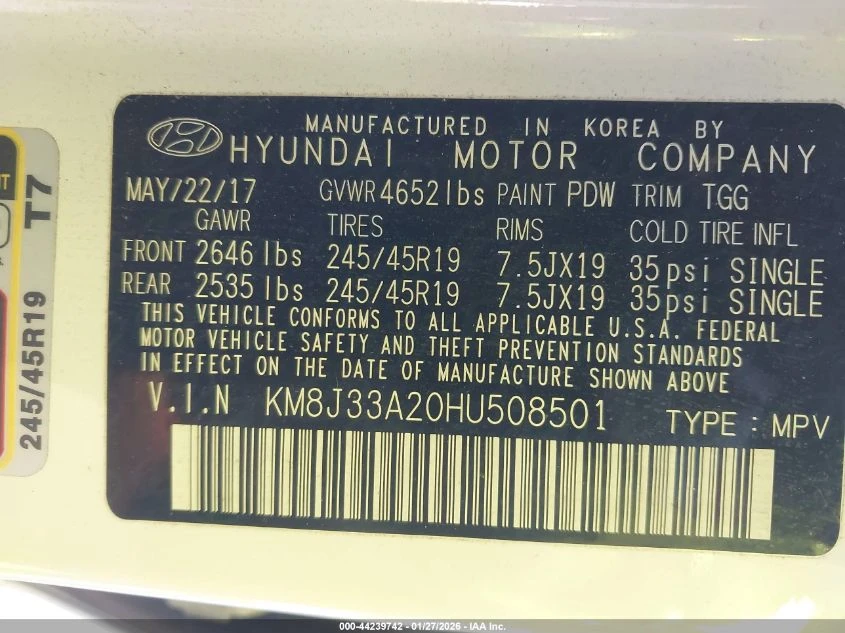 MANUFACTURED IN KOREA BY
HYUNDAI MOTOR COMPANY
MAY/22/17 GVWR 4652 lbs PAINT PDW TRIM TGG
GAWR TIRES RIMS COLD TIRE INFL
FRONT 2646 lbs 245/45R19 7.5JX19 35psi SINGLE
REAR 2535 lbs 245/45R19 7.5JX19 35psi SINGLE
THIS VEHICLE CONFORMS TO ALL APPLICABLE U.S.A. FEDERAL
MOTOR VEHICLE SAFETY AND THEFT PREVENTION STANDARDS
IN EFFECT ON THE DATE OF MANUFACTURE SHOWN ABOVE
V.I.N KM8J33A20HU508501 TYPE : MPV
245/45R19 T7
000-44239742 - 01/27/2026 - IAA Inc.